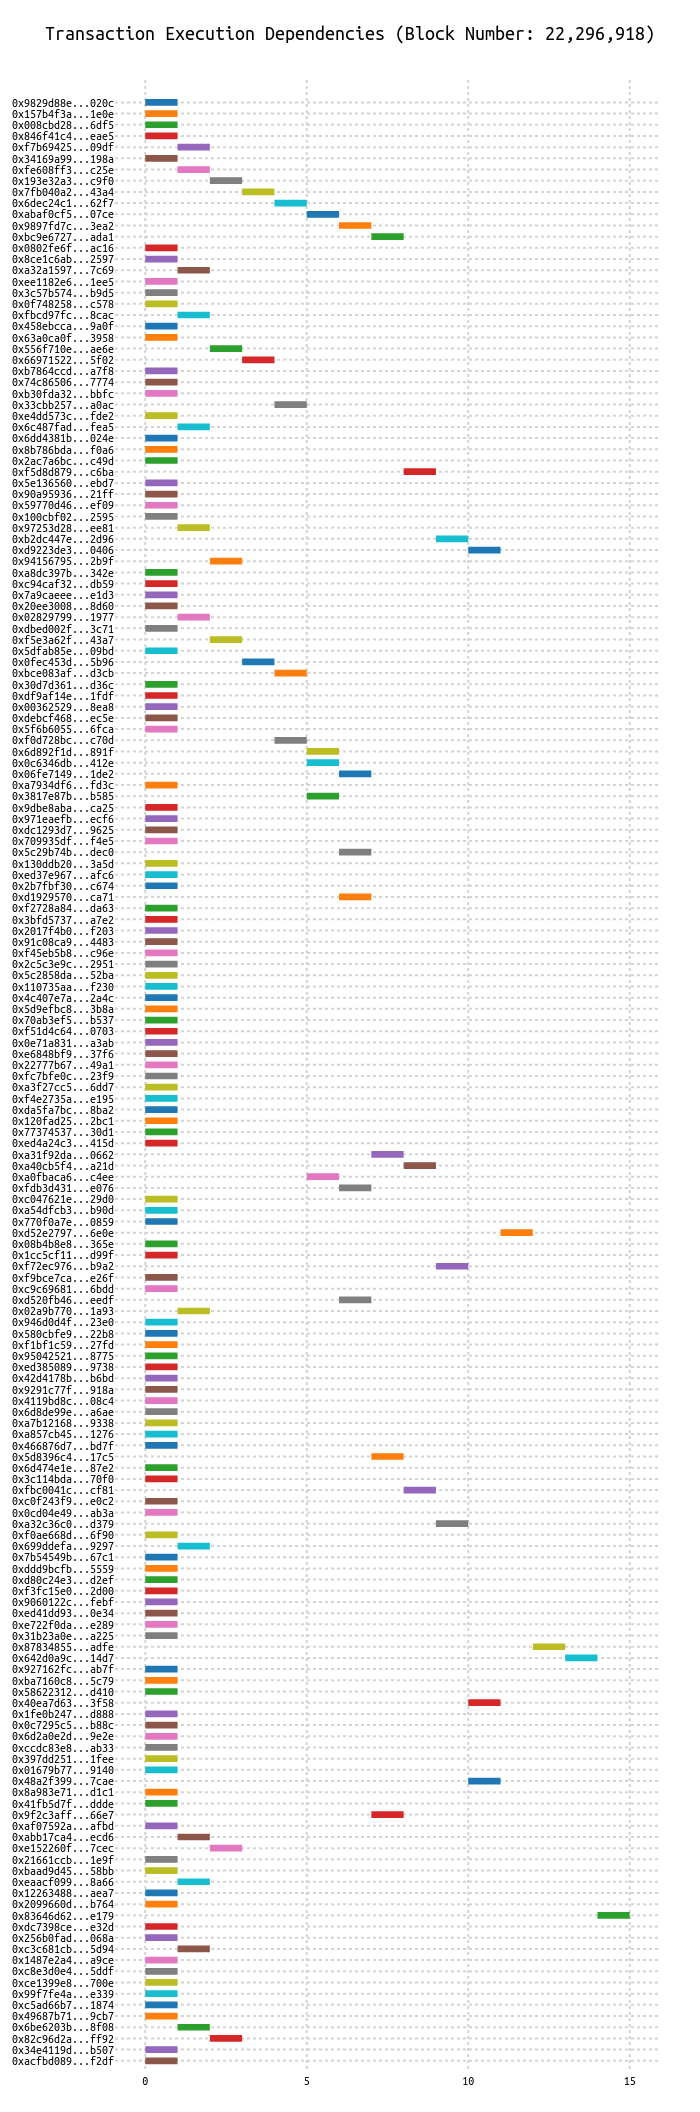 Transaction Execution Dependencies (Block Number: 22,296,918)
0x9829d88e...020c
0x157b4f3a...1e0e
0x008cbd28...6df5
0x846f41c4...eae5
0xf7b69425...09df
0x34169a99...198a
0xfe608ff3...c25e
0x193e32a3...c9f0
0x7fb040a2...43a4
0x6dec24c1...62f7
0xabaf0cf5...07ce
0x9897fd7c...3ea2
0xbc9e6727...ada1
0x0802fe6f...ac16
0x8ce1c6ab...2597
0xa32a1597...7c69
0xee1182e6...1ee5
0x3c57b574...b9d5
0x0f748258...c578
0xfbcd97fc...8cac
0x458ebcca...9a0f
0x63a0ca0f...3958
0x556f710e...ae6e
0x66971522...5f02
0xb7864ccd...a7f8
0x74c86506...7774
0xb30fda32...bbfc
0x33cbb257...a0ac
0xe4dd573c...fde2
0x6c487fad...fea5
0x6dd4381b...024e
0x8b786bda...f0a6
0x2ac7a6bc...c49d
0xf5d8d879...c6ba
0x5e136560...ebd7
0x90a95936...21ff
0x59770d46...ef09
0x100cbf02...2595
0x97253d28...ee81
0xb2dc447e...2d96
0xd9223de3...0406
0x94156795...2b9f
0xa8dc397b...342e
0xc94caf32...db59
0x7a9caeee...e1d3
0x20ee3008...8d60
0x02829799...1977
0xdbed002f...3c71
0xf5e3a62f...43a7
0x5dfab85e...09bd
0x0fec453d...5b96
0xbce083af...d3cb
0x30d7d361...d36c
0xdf9af14e...1fdf
0x00362529...8ea8
0xdebcf468...ec5e
0x5f6b6055...6fca
0xf0d728bc...c70d
0x6d892f1d...891f
0x0c6346db...412e
0x06fe7149...1de2
0xa7934df6...fd3c
0x3817e87b...b585
0x9dbe8aba...ca25
0x971eaefb...ecf6
0xdc1293d7...9625
0x709935df...f4e5
0x5c29b74b...dec0
0x130ddb20...3a5d
0xed37e967...afc6
0x2b7fbf30...c674
0xd1929570...ca71
0xf2728a84...da63
0x3bfd5737...a7e2
0x2017f4b0...f203
0x91c08ca9...4483
0xf45eb5b8...c96e
0x2c5c3e9c...2951
0x5c2858da...52ba
0x110735aa...f230
0x4c407e7a...2a4c
0x5d9efbc8...3b8a
0x70ab3ef5...b537
0xf51d4c64...0703
0x0e71a831...a3ab
0xe6848bf9...37f6
0x22777b67...49a1
0xfc7bfe0c...23f9
0xa3f27cc5...6dd7
0xf4e2735a...e195
0xda5fa7bc...8ba2
0x120fad25...2bc1
0x77374537...30d1
0xed4a24c3...415d
0xa31f92da...0662
0xa40cb5f4...a21d
0xa0fbaca6...c4ee
0xfdb3d431...e076
0xc047621e...29d0
0xa54dfcb3...b90d
0x770f0a7e...0859
0xd52e2797...6e0e
0x08b4b8e8...365e
0x1cc5cf11...d99f
0xf72ec976...b9a2
0xf9bce7ca...e26f
0xc9c69681...6bdd
0xd520fb46...eedf
0x02a9b770...1a93
0x946d0d4f...23e0
0x580cbfe9...22b8
0xf1bf1c59...27fd
0x95042521...8775
0xed385089...9738
0x42d4178b...b6bd
0x9291c77f...918a
0x4119bd8c...08c4
0x6d8de99e...a6ae
0xa7b12168...9338
0xa857cb45...1276
0x466876d7...bd7f
0x5d8396c4...17c5
0x6d474e1e...87e2
0x3c114bda...70f0
0xfbc0041c...cf81
0xc0f243f9...e0c2
0x0cd04e49...ab3a
0xa32c36c0...d379
0xf0ae668d...6f90
0x699ddefa...9297
0x7b54549b...67c1
0xddd9bcfb...5559
0xd80c24e3...d2ef
0xf3fc15e0...2d00
0x9060122c...febf
0xed41dd93...0e34
0xe722f0da...e289
0x31b23a0e...a225
0x87834855...adfe
0x642d0a9c...14d7
0x927162fc...ab7f
0xba7160c8...5c79
0x58622312...d410
0x40ea7d63...3f58
0x1fe0b247...d888
0x0c7295c5...b88c
0x6d2a0e2d...9e2e
0xccdc83e8...ab33
0x397dd251...1fee
0x01679b77...9140
0x48a2f399...7cae
0x8a983e71...d1c1
0x41fb5d7f...ddde
0x9f2c3aff...66e7
0xaf07592a...afbd
0xabb17ca4...ecd6
0xe152260f...7cec
0x21661ccb...1e9f
0xbaad9d45...58bb
0xeaacf099...8a66
0x12263488...aea7
0x2099660d...b764
0x83646d62...e179
0xdc7398ce...e32d
0x256b0fad...068a
0xc3c681cb...5d94
0x1487e2a4...a9ce
0xc8e3d0e4...5ddf
0xce1399e8...700e
0x99f7fe4a...e339
0xc5ad66b7...1874
0x49687b71...9cb7
0x6be6203b...8f08
0x82c96d2a...ff92
0x34e4119d...b507
0xacfbd089...f2df
0 5 10 15